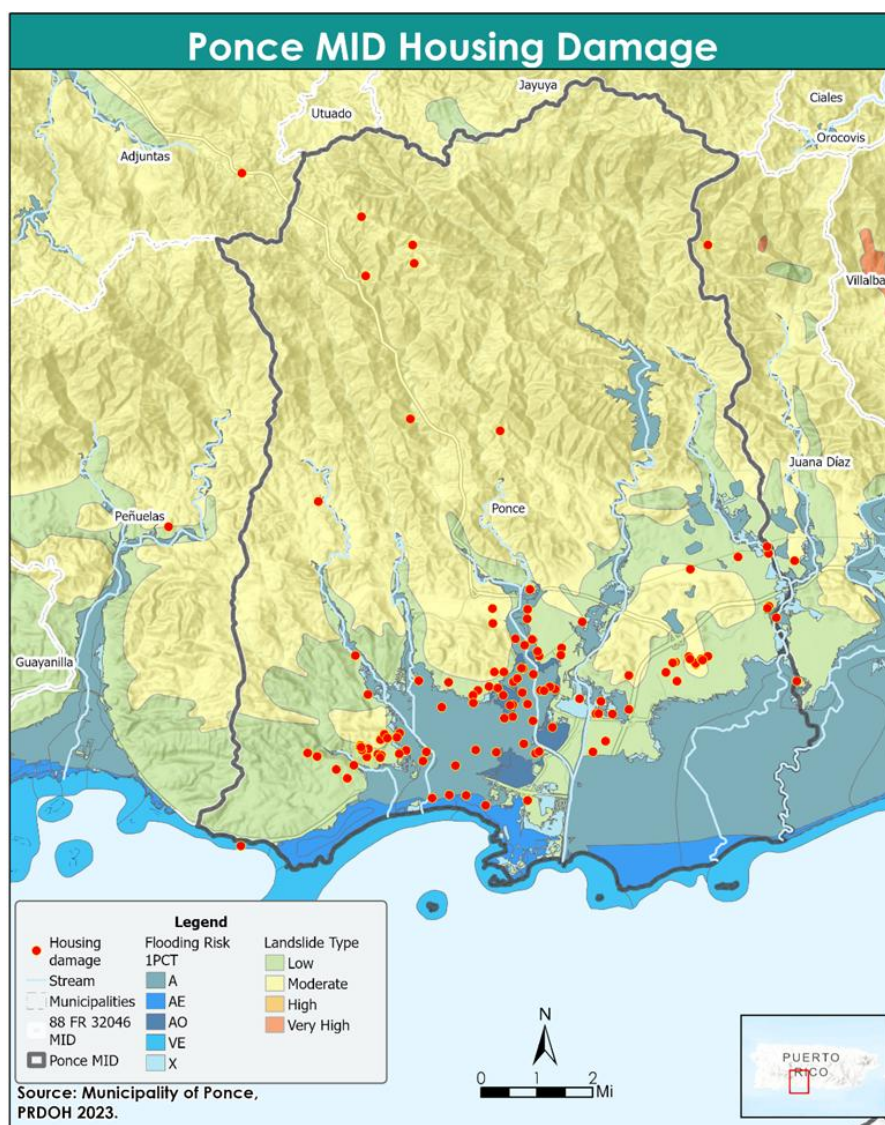 Ponce MID Housing Damage
Jayuya
Ciales
Utuado
Orocovis
Adjuntas
Villalba
Juana Díaz
Ponce
Peñuelas
Guayanilla
Legend
Housing
damage
Stream
Municipalities
88 FR 32046
MID
Ponce MID
Flooding Risk
1PCT
A
AE
AO
VE
X
Landslide Type
Low
Moderate
High
Very High
N
0 1 2
Mi
PUERTO
RICO
Source: Municipality of Ponce,
PRDOH 2023.